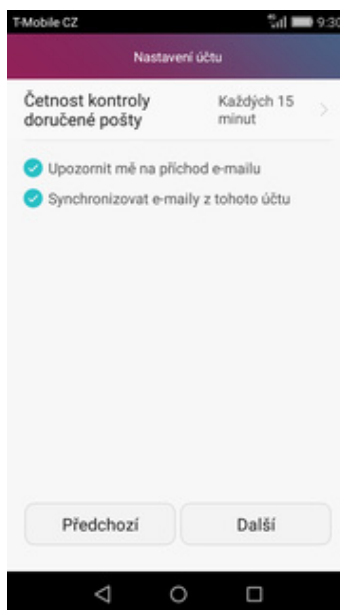 T-Mobile CZ 9:30
Nastavení účtu
Četnost kontroly doručené pošty
Každých 15 minut
Upozornit mě na příchod e-mailu
Synchronizovat e-maily z tohoto účtu
Předchozí
Další